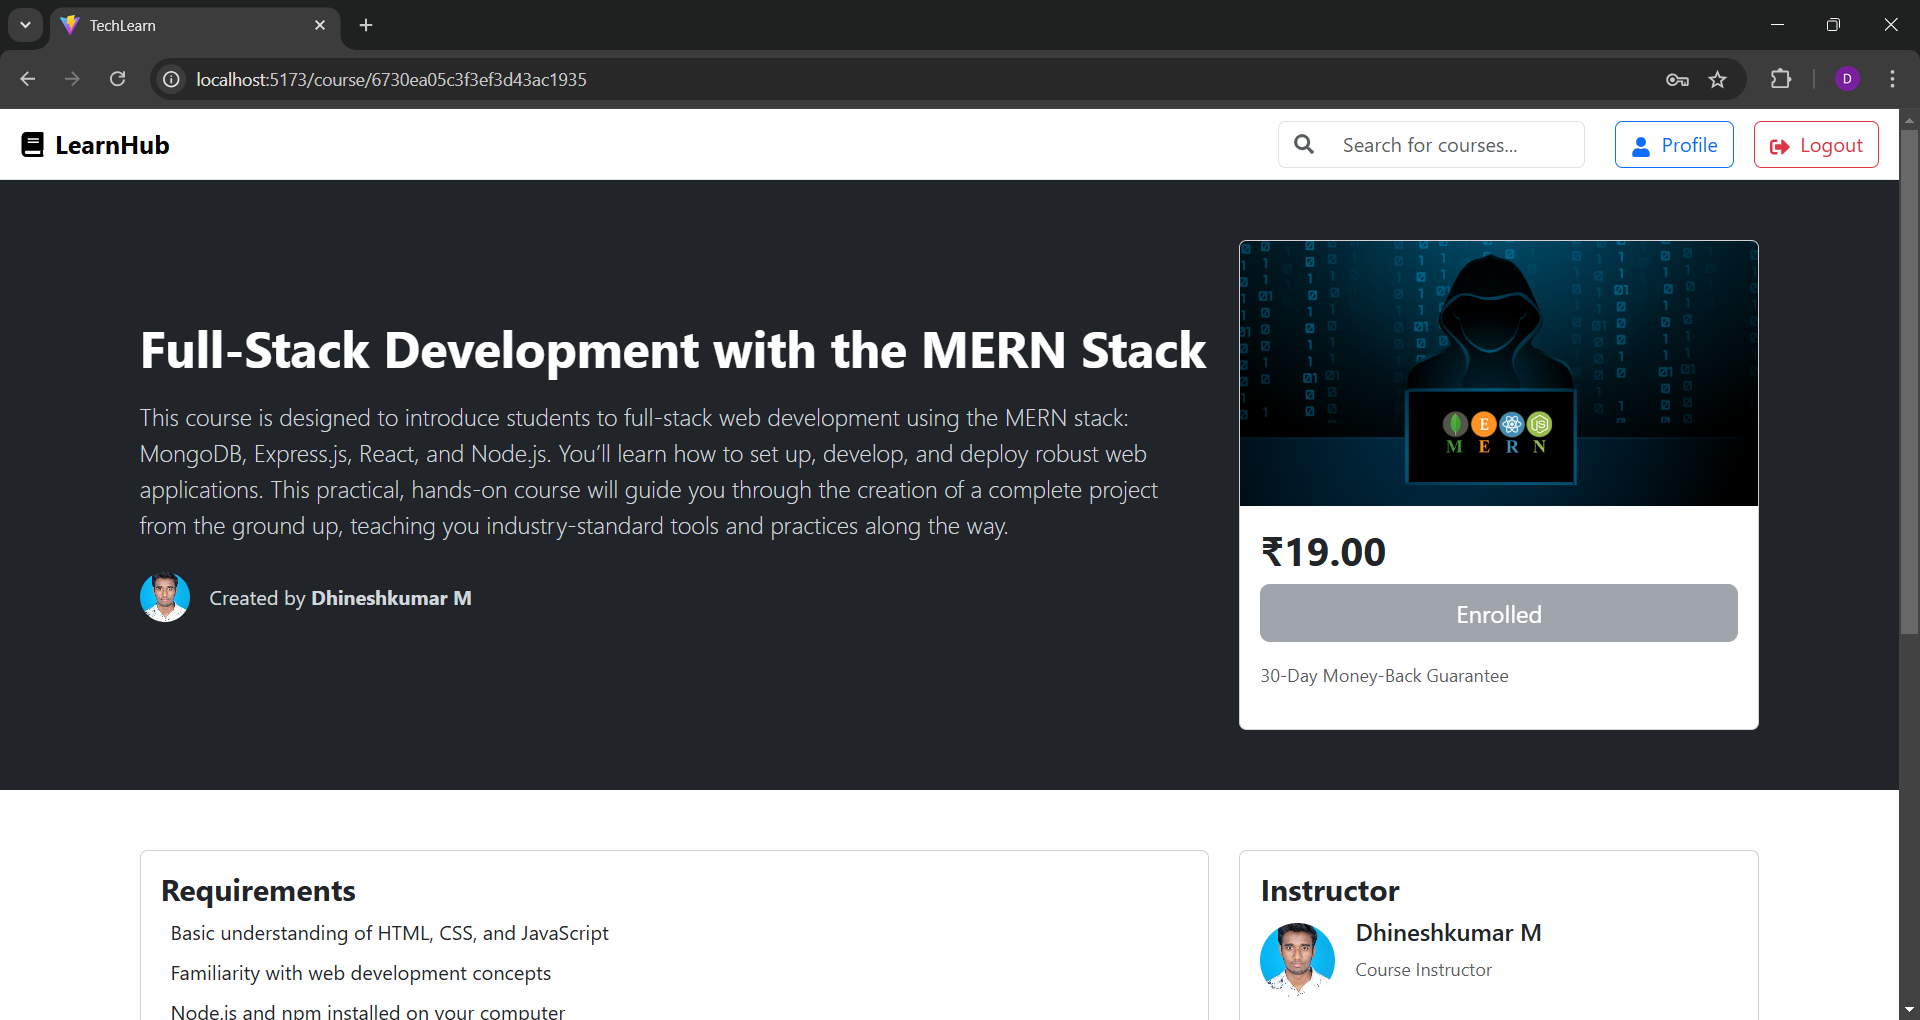 TechLearn
localhost:5173/course/6730ea05c3f3ef3d43ac1935
D
LearnHub
Search for courses...
Profile
Logout
Full-Stack Development with the MERN Stack
This course is designed to introduce students to full-stack web development using the MERN stack:
MongoDB, Express.js, React, and Node.js. You’ll learn how to set up, develop, and deploy robust web
applications. This practical, hands-on course will guide you through the creation of a complete project
from the ground up, teaching you industry-standard tools and practices along the way.
Created by Dhineshkumar M
E
JS
M E R N
₹19.00
Enrolled
30-Day Money-Back Guarantee
Requirements
Basic understanding of HTML, CSS, and JavaScript
Familiarity with web development concepts
Node.js and npm installed on your computer
Instructor
Dhineshkumar M
Course Instructor